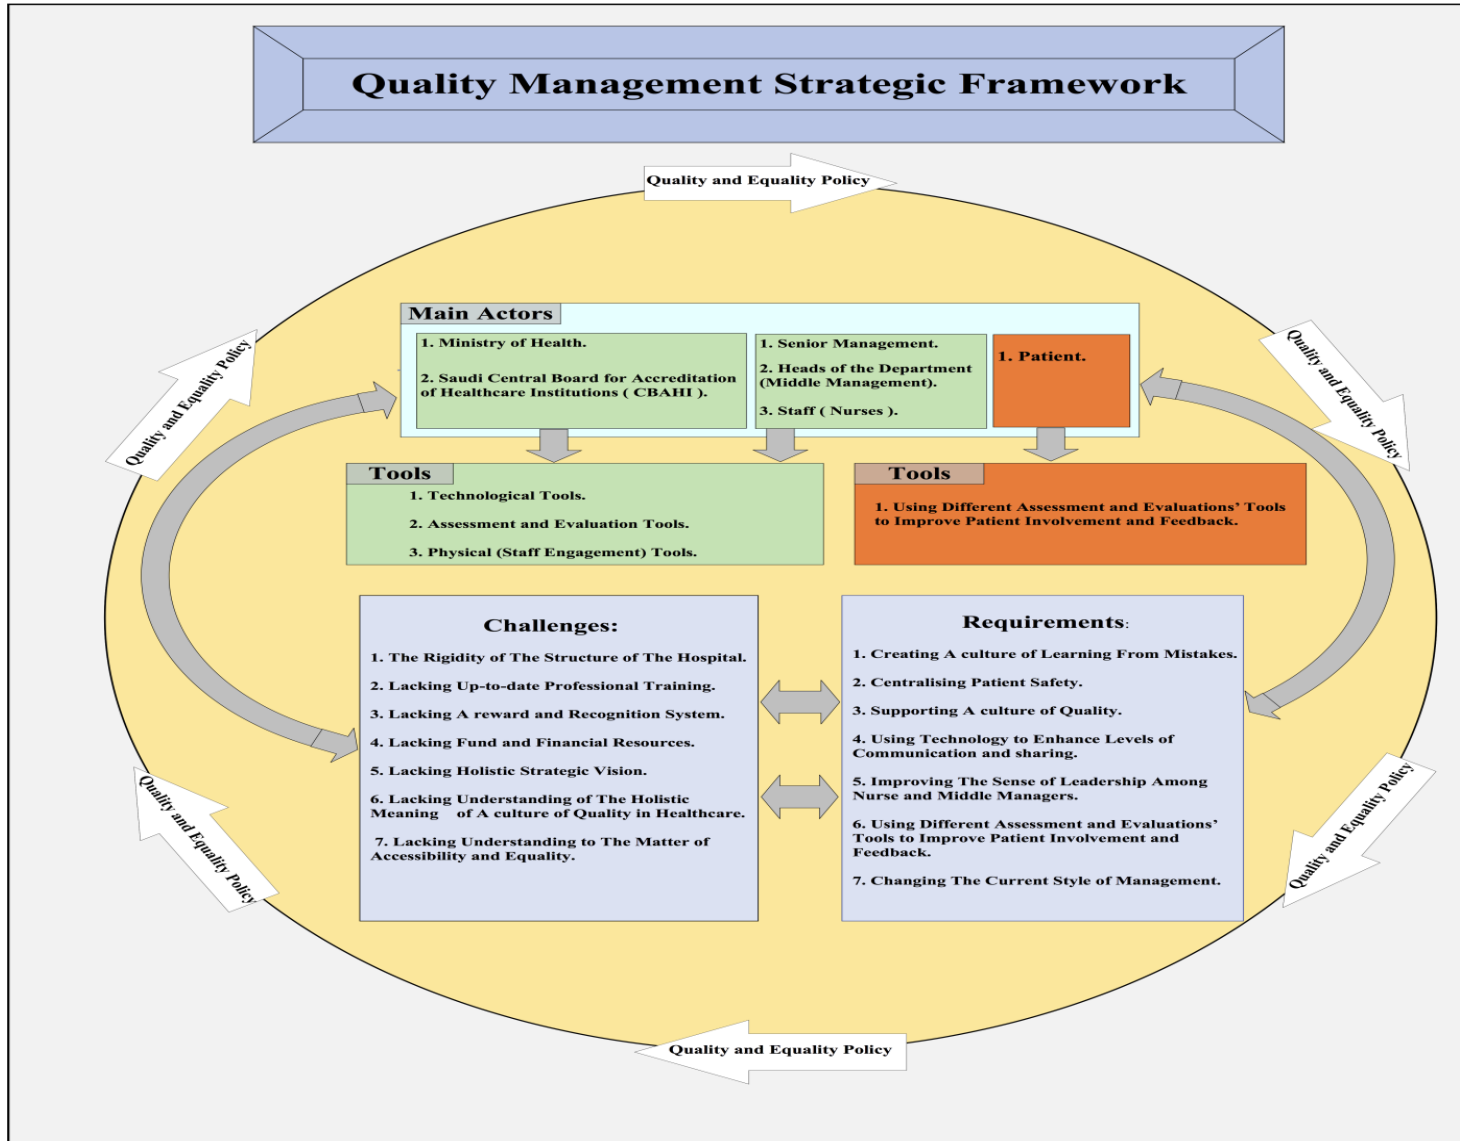 Quality Management Strategic Framework
Quality and Equality Policy
Quality and Equality Policy
Quality and Equality Policy
Main Actors
1. Ministry of Health.
2. Saudi Central Board for Accreditation
of Healthcare Institutions ( CBAHI ).
1. Senior Management.
2. Heads of the Department
(Middle Management).
3. Staff ( Nurses ).
1. Patient.
Tools
1. Technological Tools.
2. Assessment and Evaluation Tools.
3. Physical (Staff Engagement) Tools.
Tools
1. Using Different Assessment and Evaluations’ Tools
to Improve Patient Involvement and Feedback.
Challenges:
1. The Rigidity of The Structure of The Hospital.
2. Lacking Up-to-date Professional Training.
3. Lacking A reward and Recognition System.
4. Lacking Fund and Financial Resources.
5. Lacking Holistic Strategic Vision.
6. Lacking Understanding of The Holistic
Meaning of A culture of Quality in Healthcare.
7. Lacking Understanding to The Matter of
Accessibility and Equality.
Requirements:
1. Creating A culture of Learning From Mistakes.
2. Centralising Patient Safety.
3. Supporting A culture of Quality.
4. Using Technology to Enhance Levels of
Communication and sharing.
5. Improving The Sense of Leadership Among
Nurse and Middle Managers.
6. Using Different Assessment and Evaluations’
Tools to Improve Patient Involvement and
Feedback.
7. Changing The Current Style of Management.
Quality and Equality Policy
Quality and Equality Policy
Quality and Equality Policy